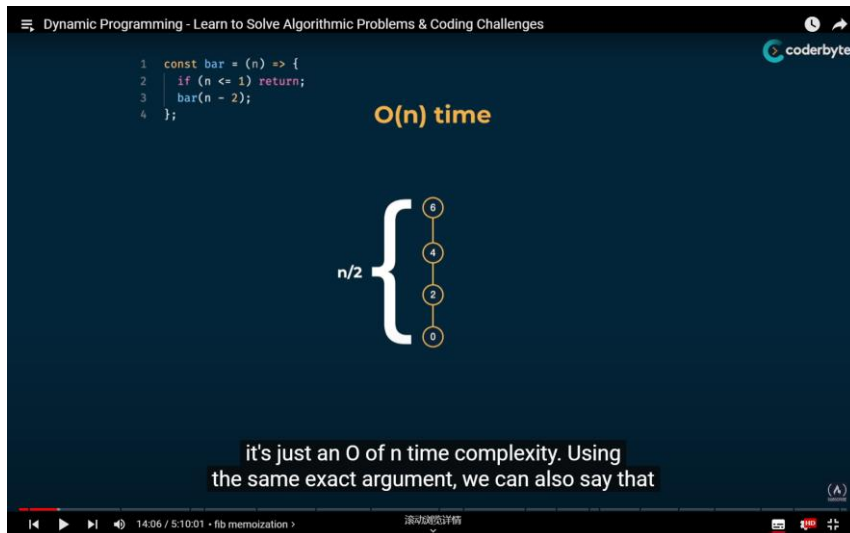 Dynamic Programming - Learn to Solve Algorithmic Problems & Coding Challenges
coderbyte
1 const bar = (n) => {
2 if (n <= 1) return;
3 bar(n - 2);
4 };
O(n) time
6
4
n/2
2
0
it's just an O of n time complexity. Using
the same exact argument, we can also say that
14:06 / 5:10:01 • fib memoization >
滚动浏览详情
HD